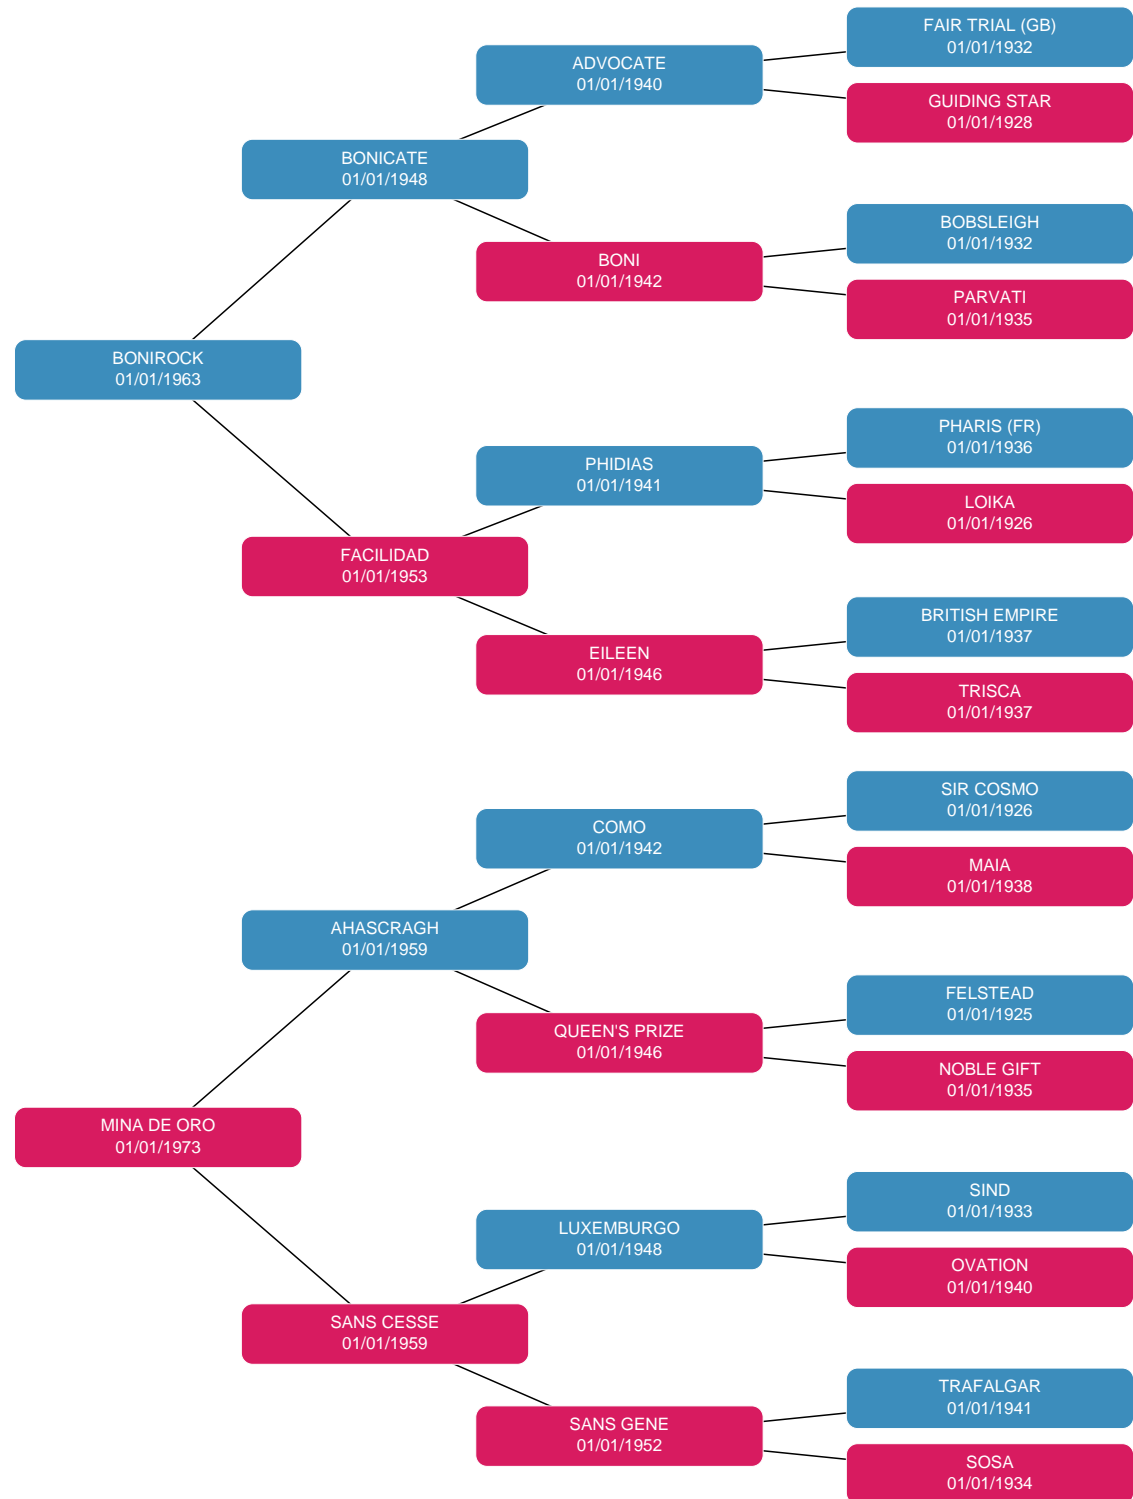 FAIR TRIAL (GB)
01/01/1932
ADVOCATE
01/01/1940
GUIDING STAR
01/01/1928
BONICATE
01/01/1948
BOBSLEIGH
01/01/1932
BONI
01/01/1942
PARVATI
01/01/1935
BONIROCK
01/01/1963
PHARIS (FR)
01/01/1936
PHIDIAS
01/01/1941
LOIKA
01/01/1926
FACILIDAD
01/01/1953
BRITISH EMPIRE
01/01/1937
EILEEN
01/01/1946
TRISCA
01/01/1937
SIR COSMO
01/01/1926
COMO
01/01/1942
MAIA
01/01/1938
AHASCRAGH
01/01/1959
FELSTEAD
01/01/1925
QUEEN'S PRIZE
01/01/1946
NOBLE GIFT
01/01/1935
MINA DE ORO
01/01/1973
SIND
01/01/1933
LUXEMBURGO
01/01/1948
OVATION
01/01/1940
SANS CESSE
01/01/1959
TRAFALGAR
01/01/1941
SANS GENE
01/01/1952
SOSA
01/01/1934